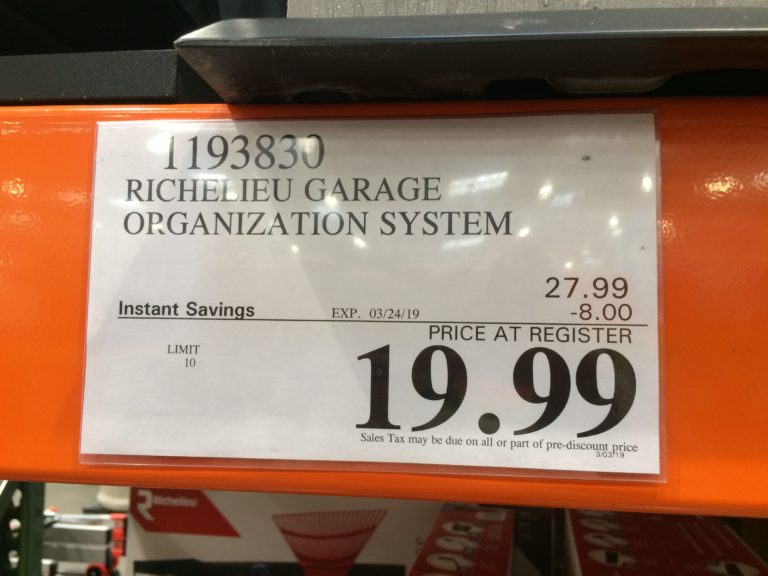 1193830
RICHELIEU GARAGE
ORGANIZATION SYSTEM
27.99
Instant Savings EXP. 03/24/19 -8.00
PRICE AT REGISTER
LIMIT
10
19.99
Sales Tax may be due on all or part of pre-discount price
3/03/19
Richelieu